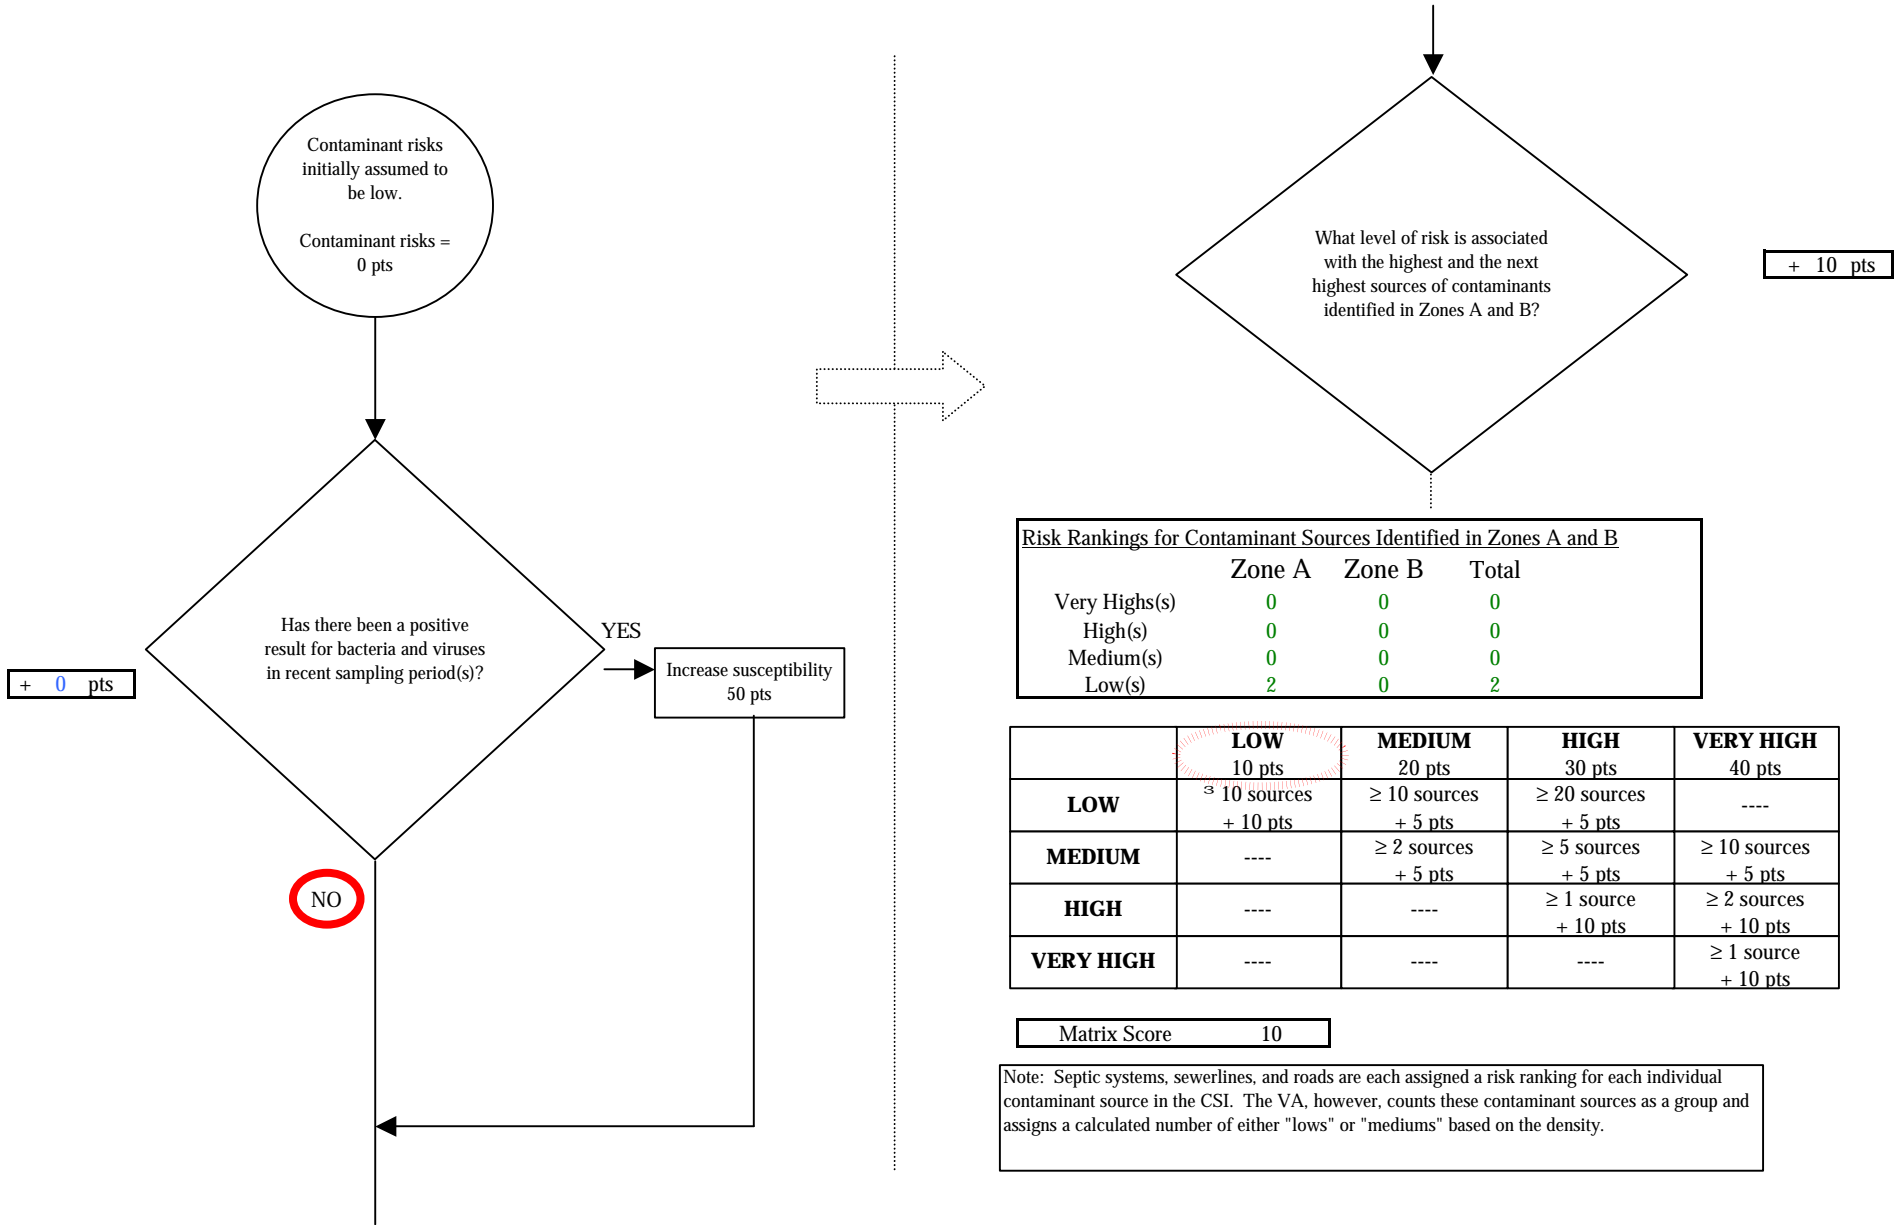 Contaminant risks
initially assumed to
be low.
Contaminant risks =
0 pts
Has there been a positive
result for bacteria and viruses
in recent sampling period(s)?
+ 0 pts
YES
Increase susceptibility
50 pts
NO
What level of risk is associated
with the highest and the next
highest sources of contaminants
identified in Zones A and B?
+ 10 pts
Risk Rankings for Contaminant Sources Identified in Zones A and B
Zone A Zone B Total
Very Highs(s) 0 0 0
High(s) 0 0 0
Medium(s) 0 0 0
Low(s) 2 0 2
LOW MEDIUM HIGH VERY HIGH
10 pts 20 pts 30 pts 40 pts
LOW ³ 10 sources ≥ 10 sources ≥ 20 sources ----
+ 10 pts + 5 pts + 5 pts
MEDIUM ---- ≥ 2 sources ≥ 5 sources ≥ 10 sources
+ 5 pts + 5 pts + 5 pts
HIGH ---- ---- ≥ 1 source ≥ 2 sources
+ 10 pts + 10 pts
VERY HIGH ---- ---- ---- ≥ 1 source
+ 10 pts
Matrix Score 10
Note: Septic systems, sewerlines, and roads are each assigned a risk ranking for each individual
contaminant source in the CSI. The VA, however, counts these contaminant sources as a group and
assigns a calculated number of either "lows" or "mediums" based on the density.